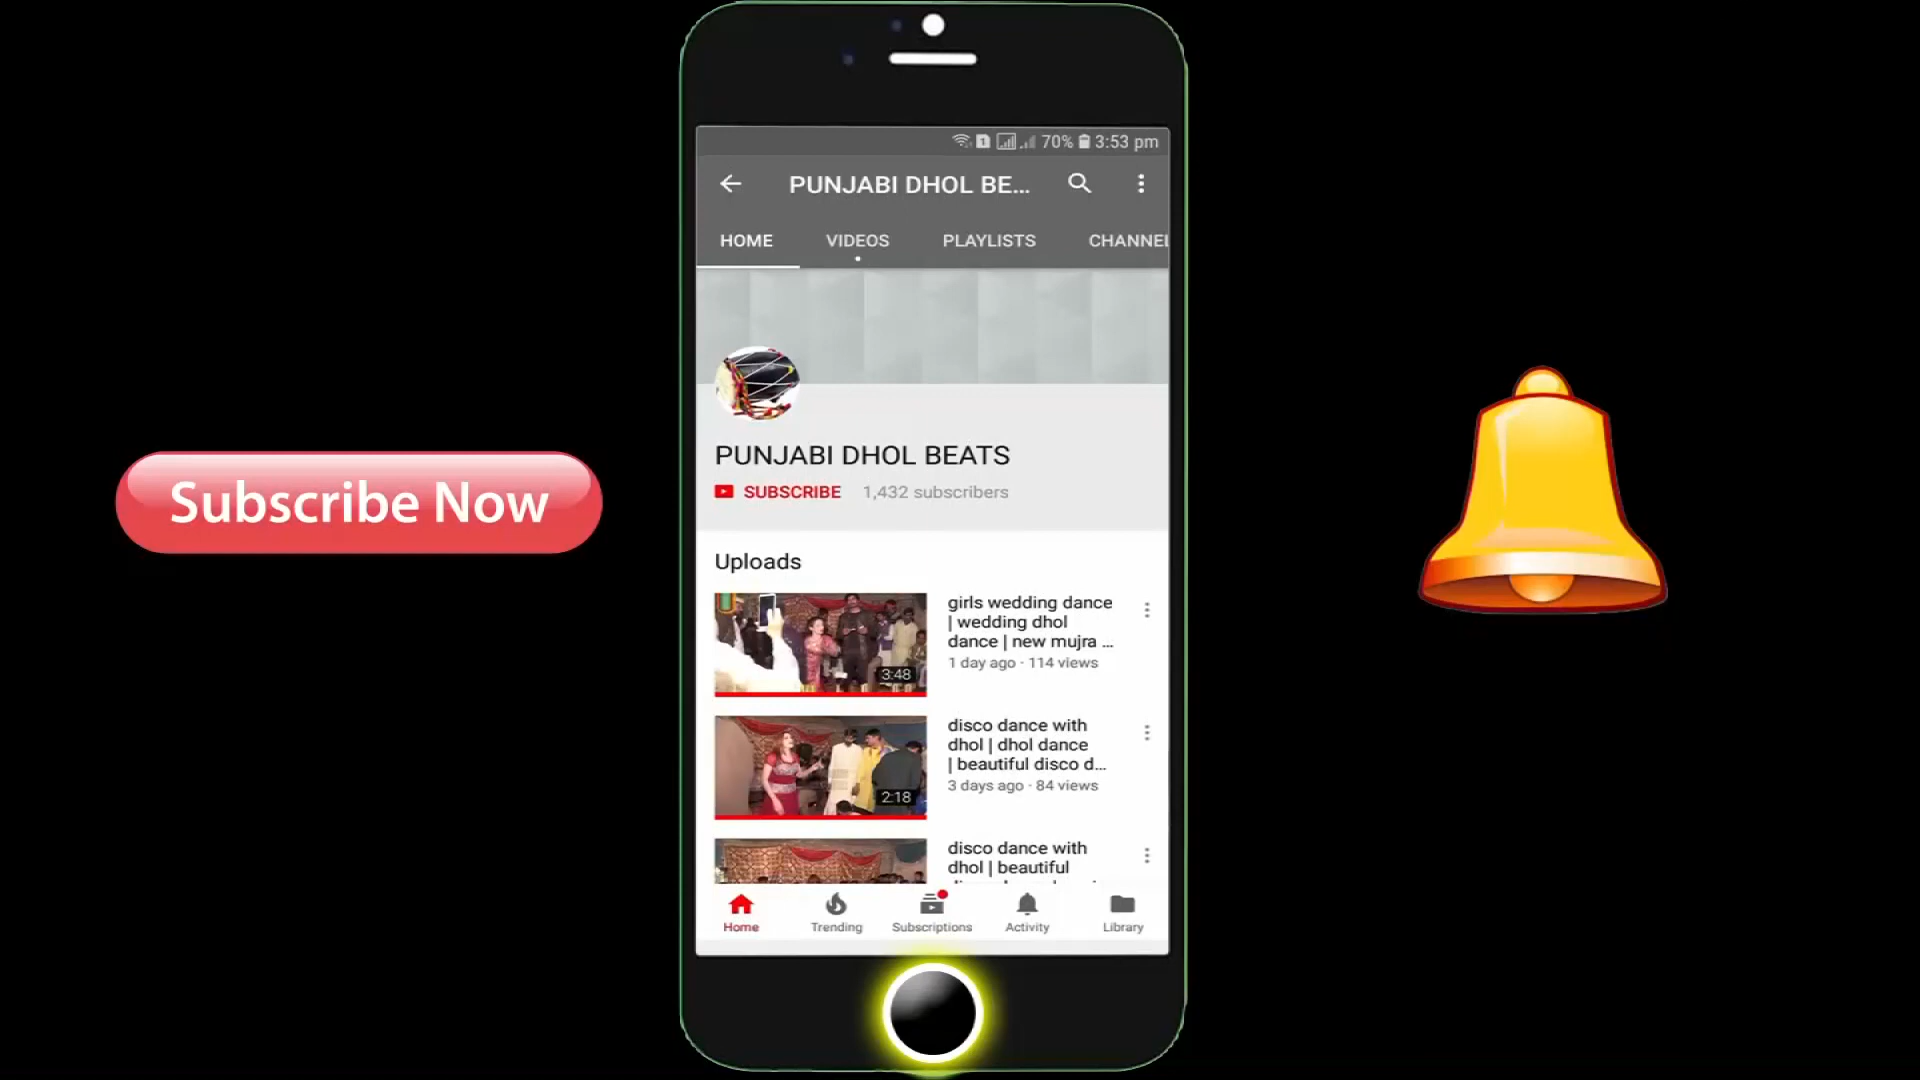 70% 3:53 pm
PUNJABI DHOL BE...
HOME VIDEOS PLAYLISTS CHANNEL
PUNJABI DHOL BEATS
SUBSCRIBE 1,432 subscribers
Subscribe Now
Uploads
girls wedding dance
| wedding dhol
dance | new mujra ...
1 day ago · 114 views
3:48
disco dance with
dhol | dhol dance
| beautiful disco d...
3 days ago · 84 views
2:18
disco dance with
dhol | beautiful
Home Trending Subscriptions Activity Library